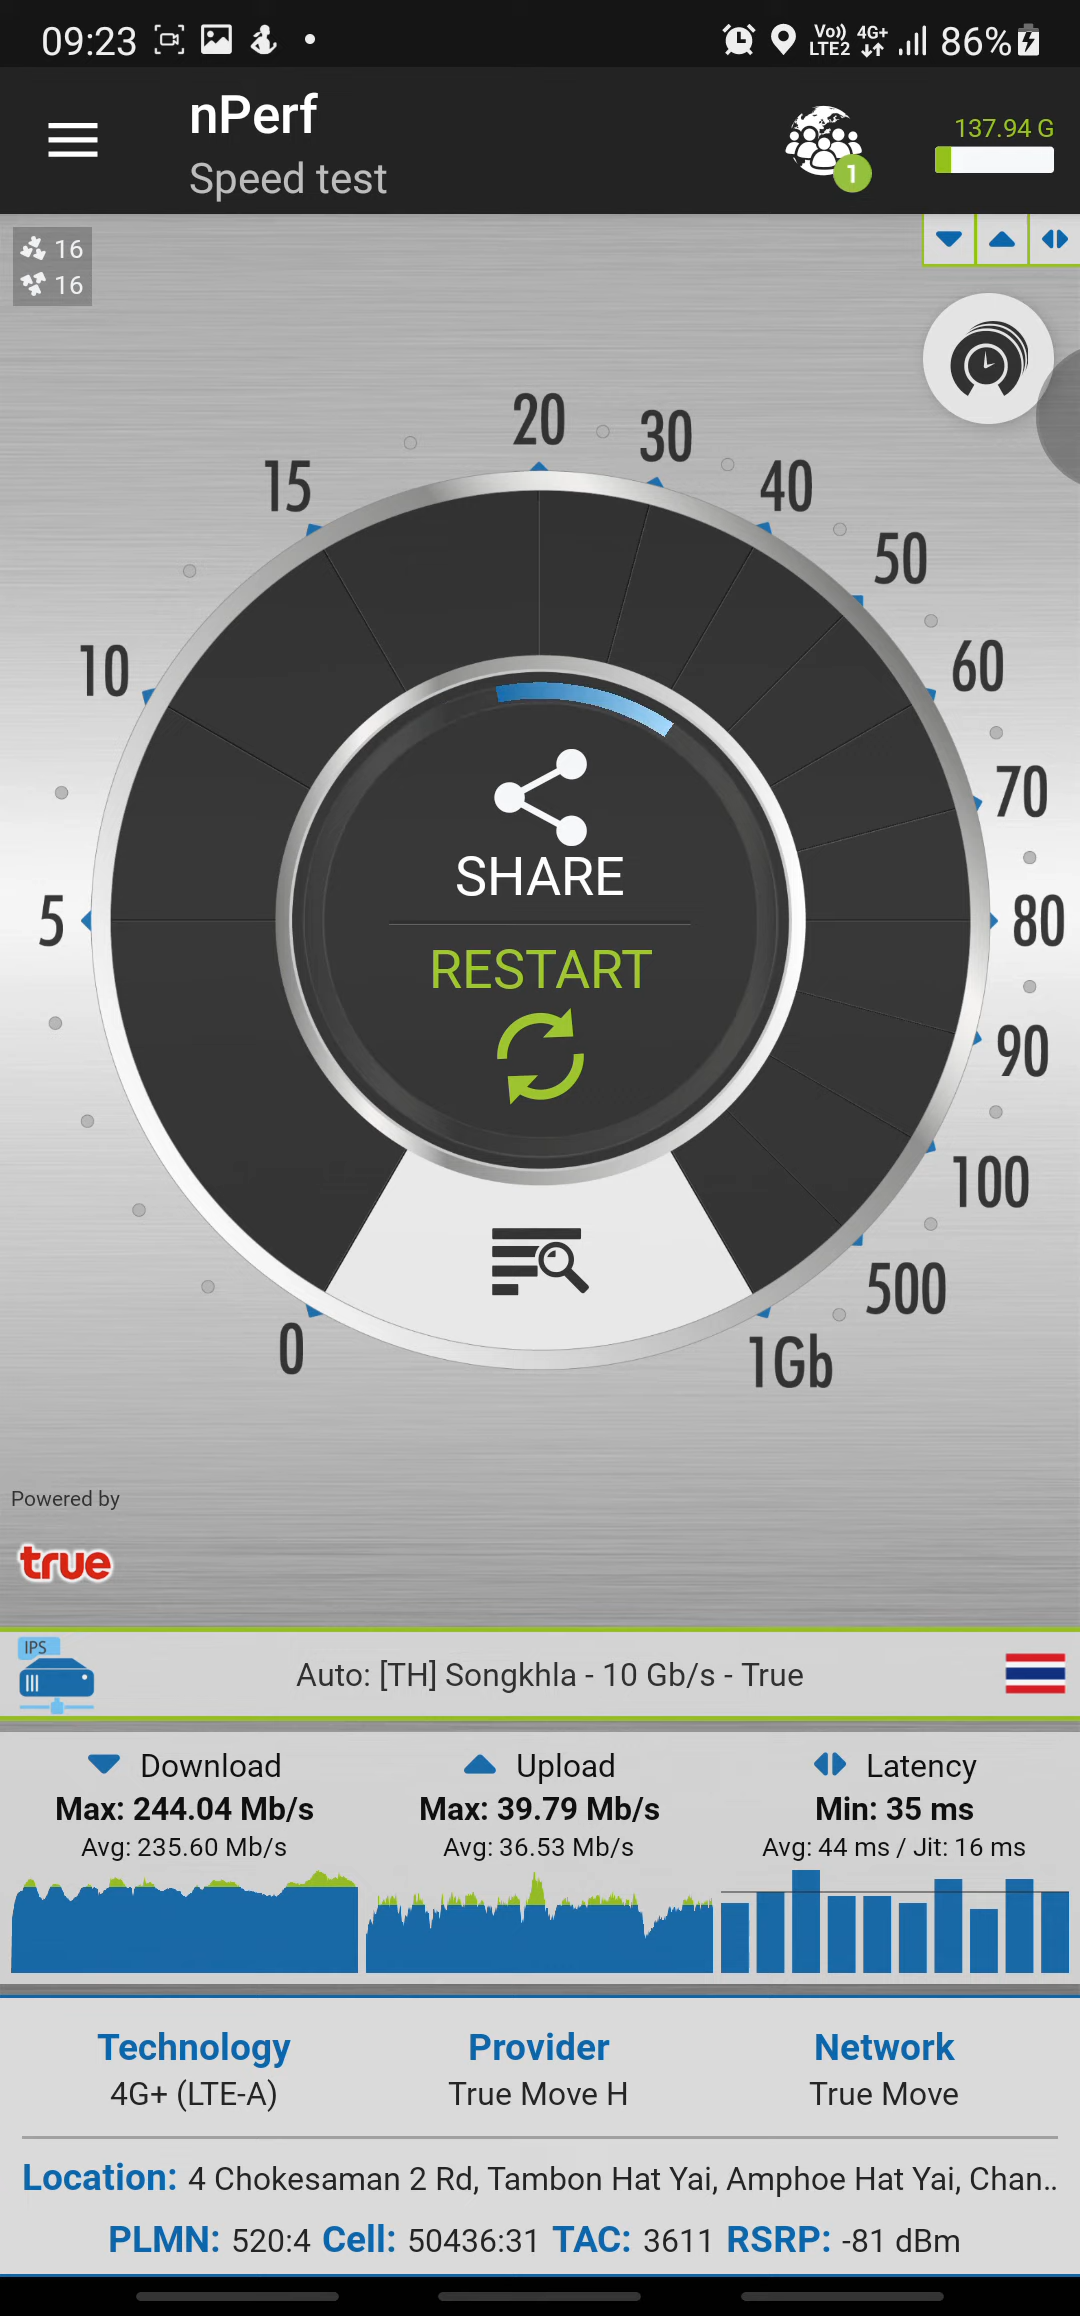 09:23
Vo)) LTE2 4G+ 86%
nPerf
Speed test
1
137.94 G
16
16
20
30
15
40
50
10
60
70
5
80
90
100
500
0
1Gb
SHARE
RESTART
Powered by
true
IPS
Auto: [TH] Songkhla - 10 Gb/s - True
Download
Max: 244.04 Mb/s
Avg: 235.60 Mb/s
Upload
Max: 39.79 Mb/s
Avg: 36.53 Mb/s
Latency
Min: 35 ms
Avg: 44 ms / Jit: 16 ms
Technology
4G+ (LTE-A)
Provider
True Move H
Network
True Move
Location: 4 Chokesaman 2 Rd, Tambon Hat Yai, Amphoe Hat Yai, Chan..
PLMN: 520:4 Cell: 50436:31 TAC: 3611 RSRP: -81 dBm